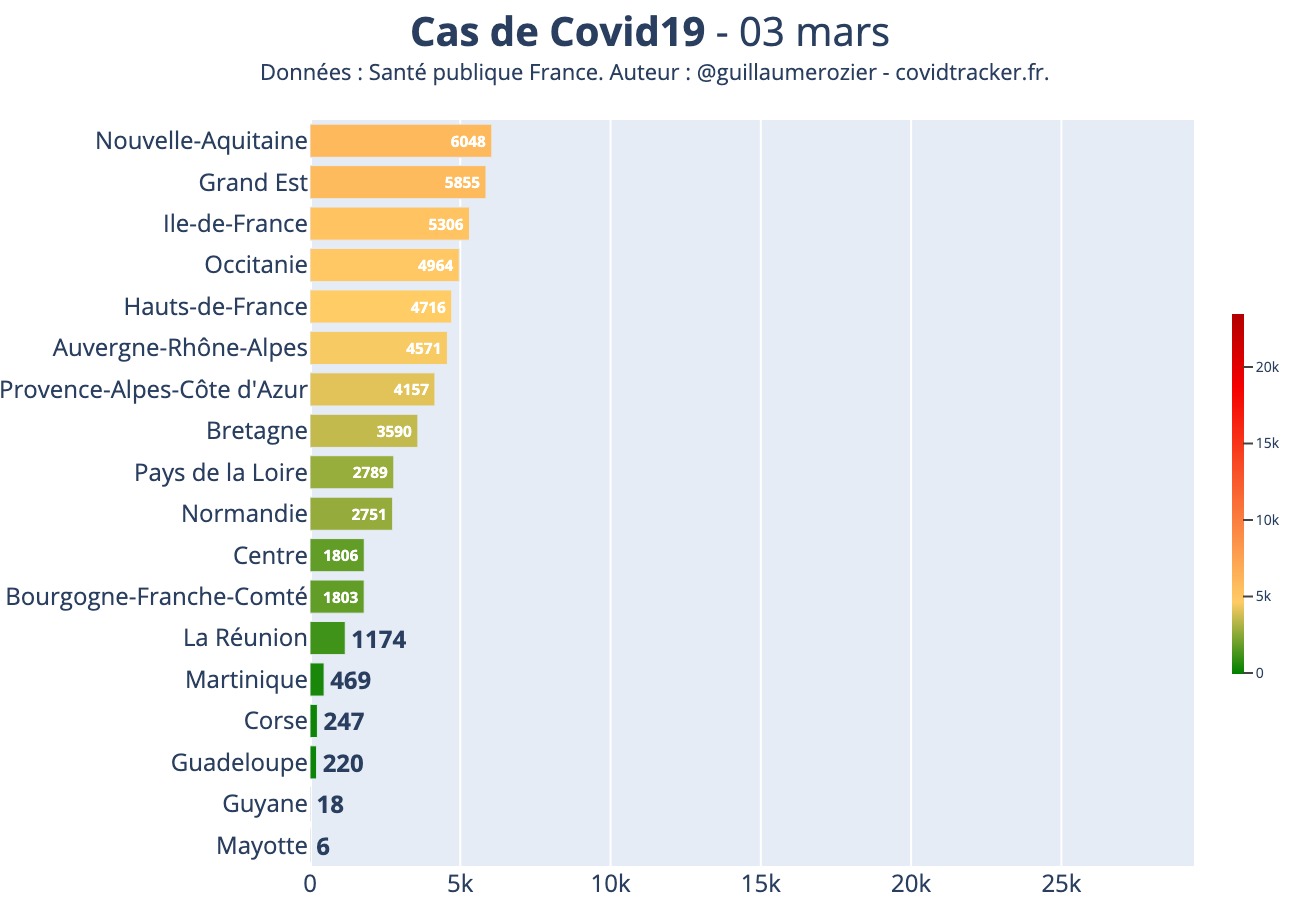 Cas de Covid19 - 03 mars
Données : Santé publique France. Auteur : @guillaumerozier - covidtracker.fr.
Nouvelle-Aquitaine 6048
Grand Est 5855
Ile-de-France 5306
Occitanie 4964
Hauts-de-France 4716
Auvergne-Rhône-Alpes 4571
Provence-Alpes-Côte d'Azur 4157
Bretagne 3590
Pays de la Loire 2789
Normandie 2751
Centre 1806
Bourgogne-Franche-Comté 1803
La Réunion 1174
Martinique 469
Corse 247
Guadeloupe 220
Guyane 18
Mayotte 6
0 5k 10k 15k 20k 25k
20k
15k
10k
5k
0